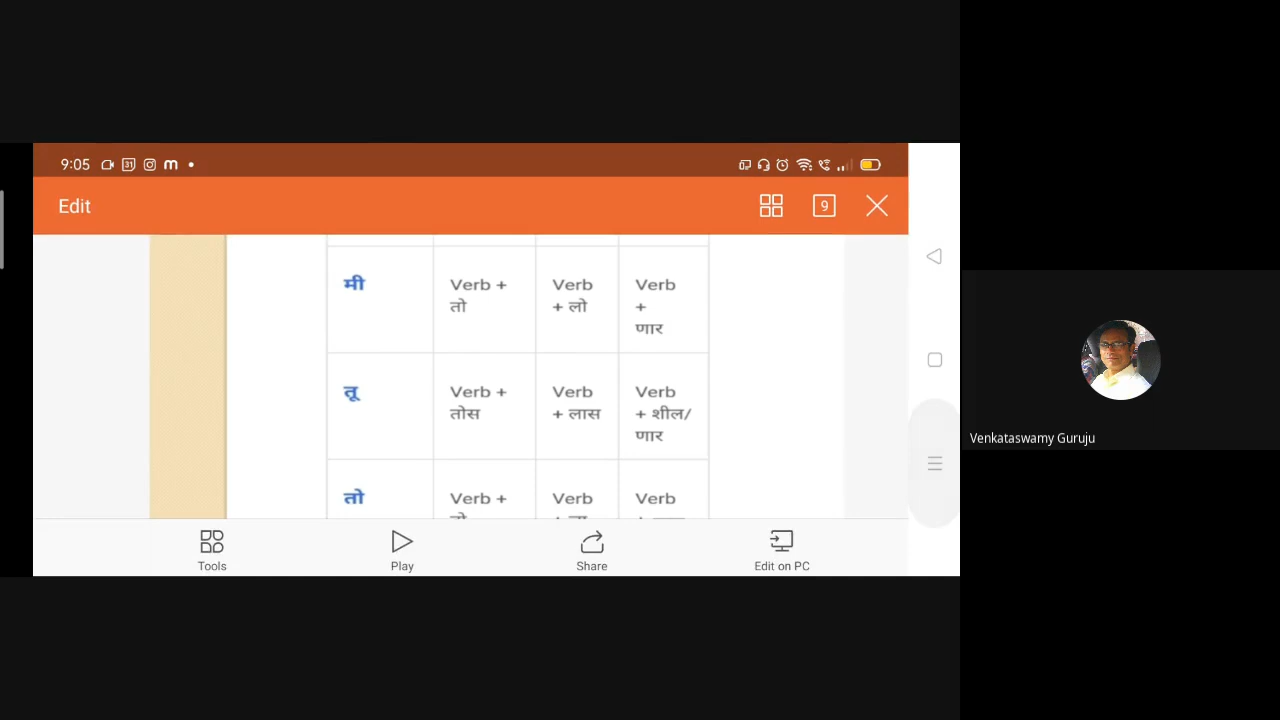 9:05
31
Edit
9
मी
Verb +
तो
Verb
+ लो
Verb
+
णार
तू
Verb +
तोस
Verb
+ लास
Verb
+ शील/
णार
तो
Verb +
Verb
Verb
Tools
Play
Share
Edit on PC
Venkataswamy Guruju